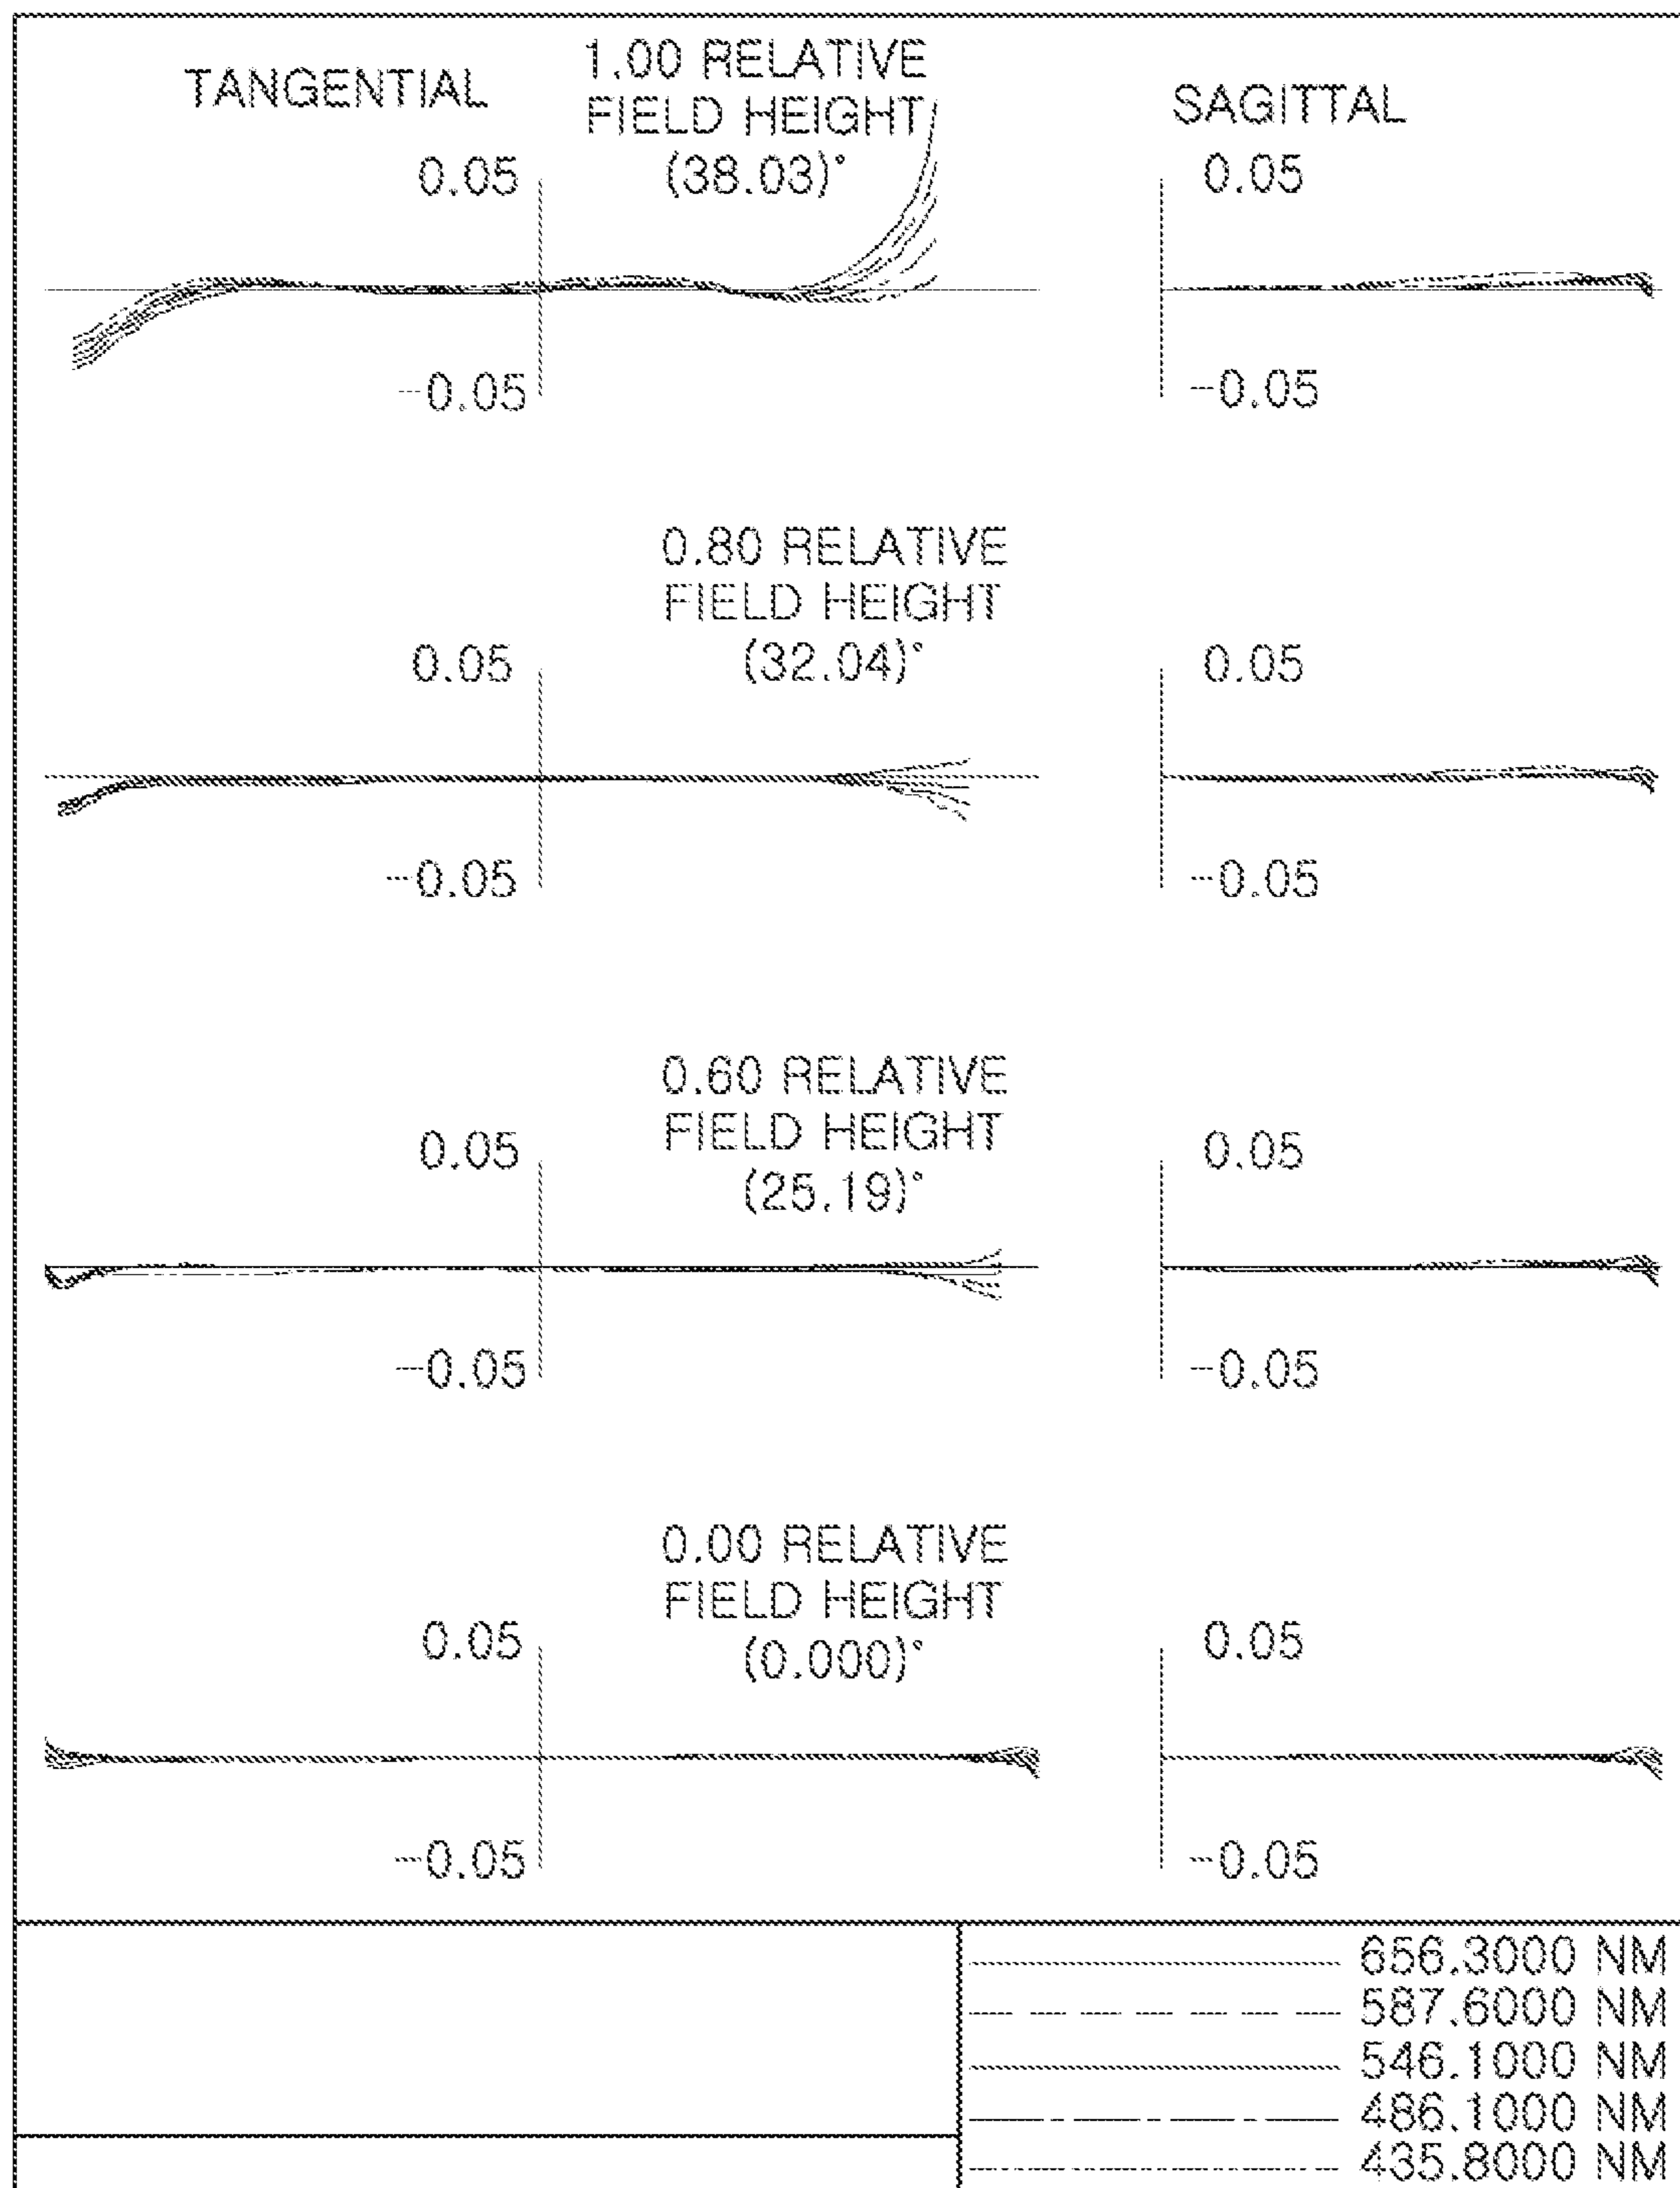 TANGENTIAL
1.00 RELATIVE
FIELD HEIGHT
(38.03)°
SAGITTAL
0.05
0.05
-0.05
-0.05
0.80 RELATIVE
FIELD HEIGHT
(32.04)°
0.05
0.05
-0.05
-0.05
0.60 RELATIVE
FIELD HEIGHT
(25.19)°
0.05
0.05
-0.05
-0.05
0.00 RELATIVE
FIELD HEIGHT
(0.000)°
0.05
0.05
-0.05
-0.05
656.3000 NM
587.6000 NM
546.1000 NM
486.1000 NM
435.8000 NM